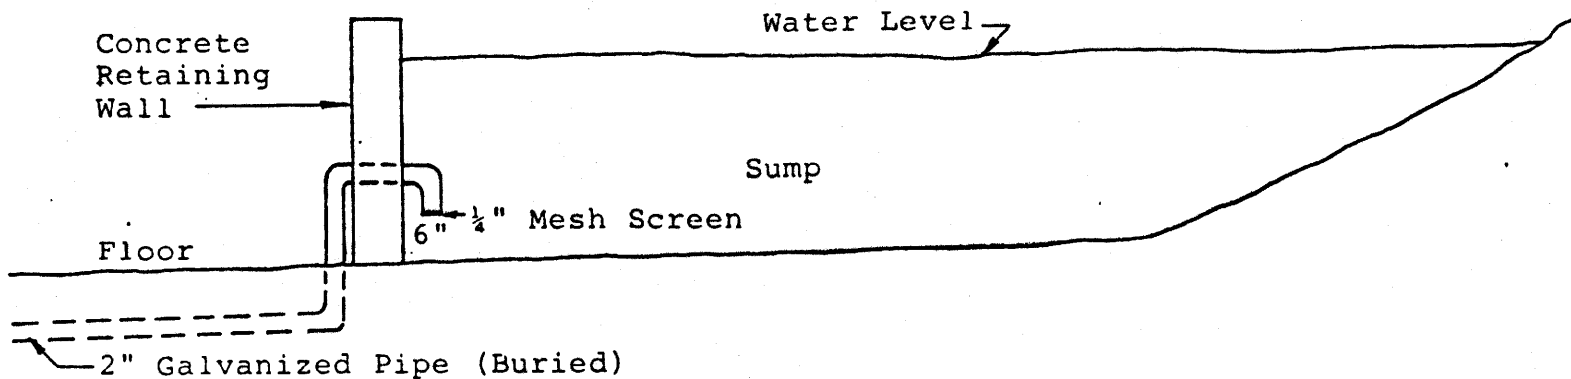 Water Level
Concrete
Retaining
Wall
Sump
6" ¼" Mesh Screen
Floor
2" Galvanized Pipe (Buried)